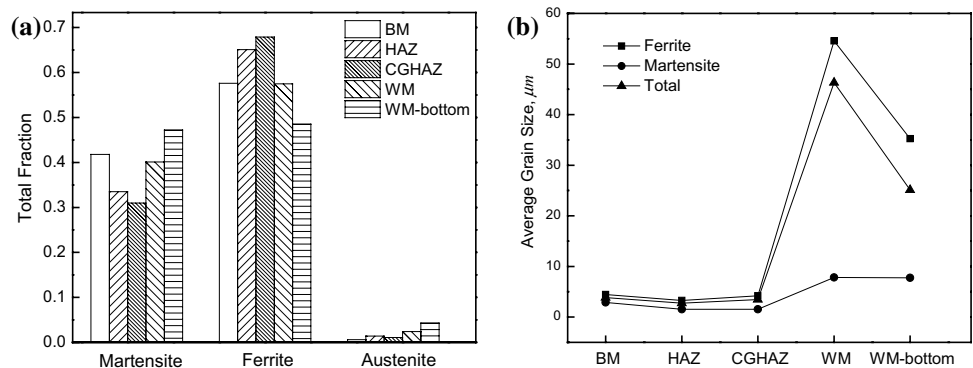 (a)
BM
HAZ
CGHAZ
WM
WM-bottom
Total Fraction
0.7
0.6
0.5
0.4
0.3
0.2
0.1
0.0
Martensite Ferrite Austenite
(b)
Ferrite
Martensite
Total
Average Grain Size, μm
60
50
40
30
20
10
0
BM HAZ CGHAZ WM WM-bottom